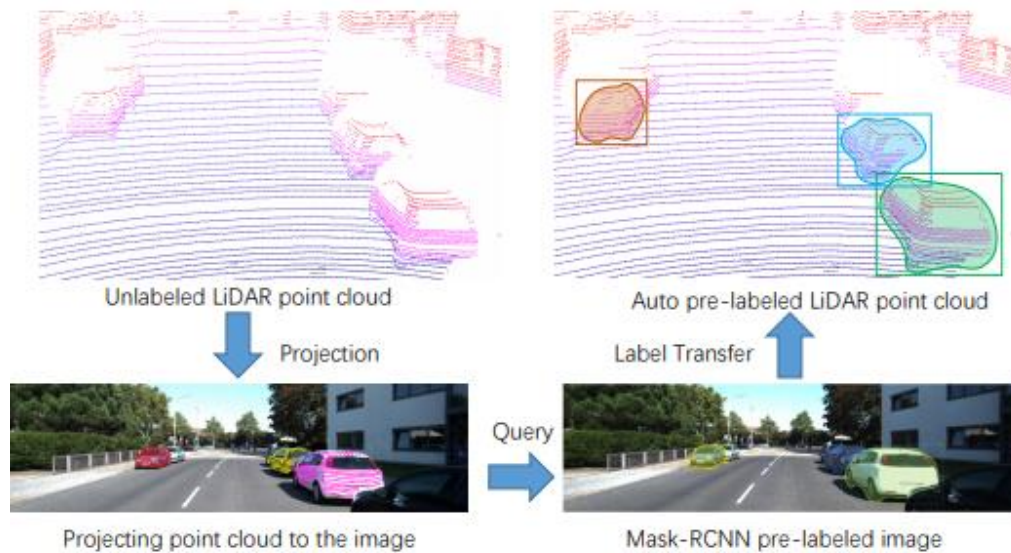 Unlabeled LiDAR point cloud
Auto pre-labeled LiDAR point cloud
Projection
Label Transfer
Query
Projecting point cloud to the image
Mask-RCNN pre-labeled image